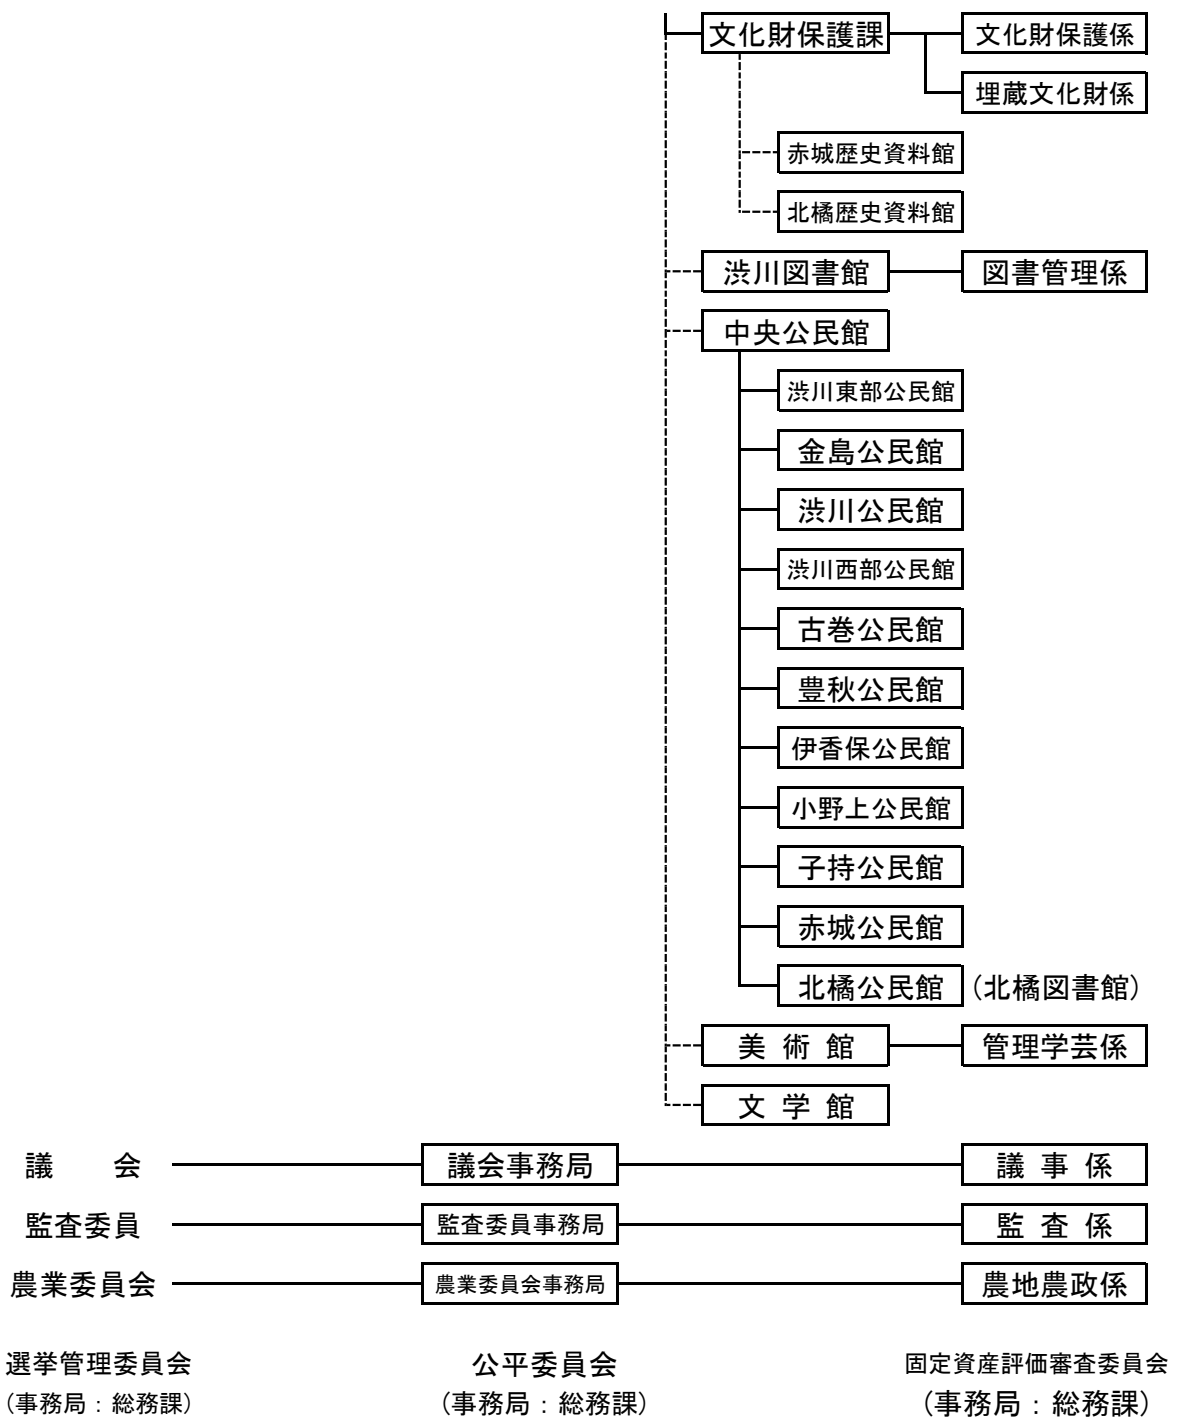 文化財保護課 文化財保護係
埋蔵文化財係
赤城歴史資料館
北橘歴史資料館
渋川図書館 図書管理係
中央公民館
渋川東部公民館
金島公民館
渋川公民館
渋川西部公民館
古巻公民館
豊秋公民館
伊香保公民館
小野上公民館
子持公民館
赤城公民館
北橘公民館 (北橘図書館)
美術館 管理学芸係
文学館
議会 議会事務局 議事係
監査委員 監査委員事務局 監査係
農業委員会 農業委員会事務局 農地農政係
選挙管理委員会 公平委員会 固定資産評価審査委員会
(事務局:総務課) (事務局:総務課) (事務局:総務課)